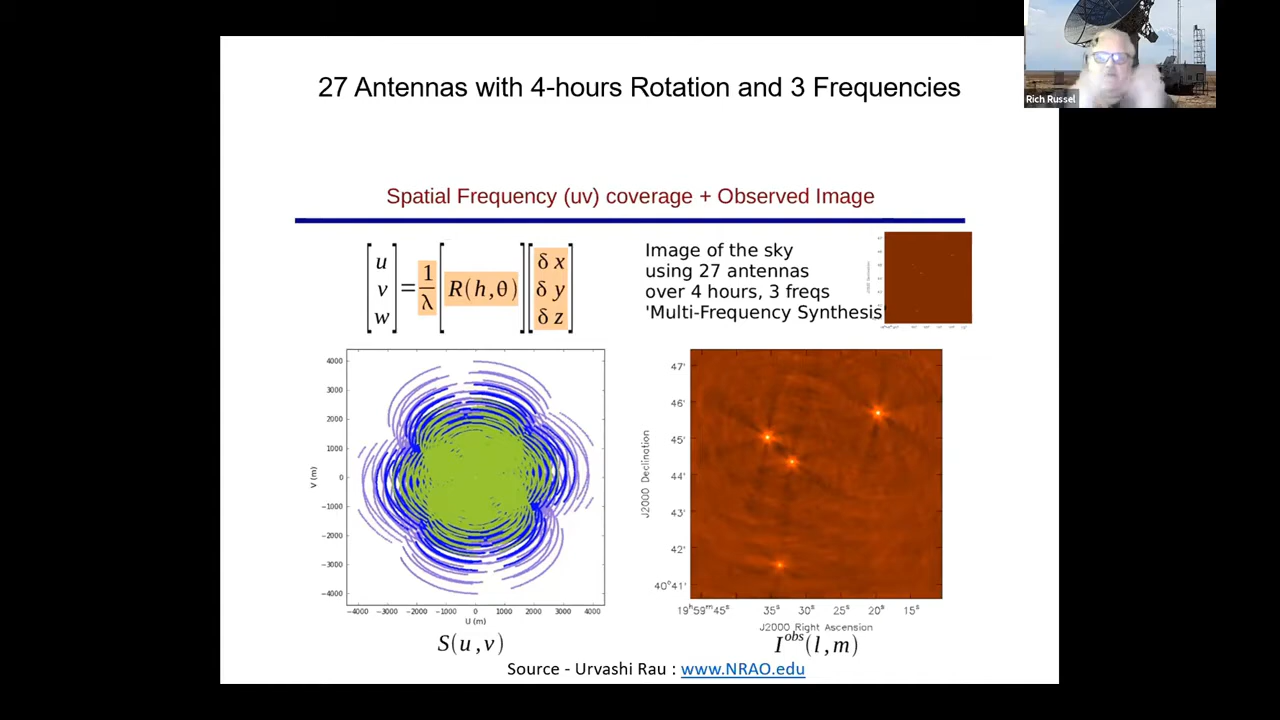 27 Antennas with 4-hours Rotation and 3 Frequencies
Rich Russel
Spatial Frequency (uv) coverage + Observed Image
[u v w] = 1/λ [R(h,θ)] [δx δy δz]
Image of the sky
using 27 antennas
over 4 hours, 3 freqs
'Multi-Frequency Synthesis'
4000
3000
2000
1000
0
−1000
−2000
−3000
−4000
V (m)
−4000 −3000 −2000 −1000 0 1000 2000 3000 4000
U (m)
S(u,v)
47'
46'
45'
44'
43'
42'
40°41'
J2000 Declination
19ʰ59ᵐ45ˢ 35ˢ 30ˢ 25ˢ 20ˢ 15ˢ
J2000 Right Ascension
Iᵒᵇˢ(l,m)
Source - Urvashi Rau : www.NRAO.edu